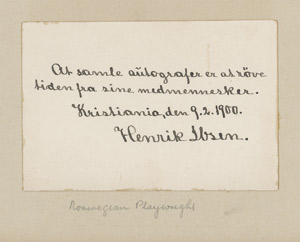 At samle autografer er at röve
tiden fra sine medmennesker.
Kristiania, den 9.2.1900.
Henrik Ibsen.
Norwegian Playwright